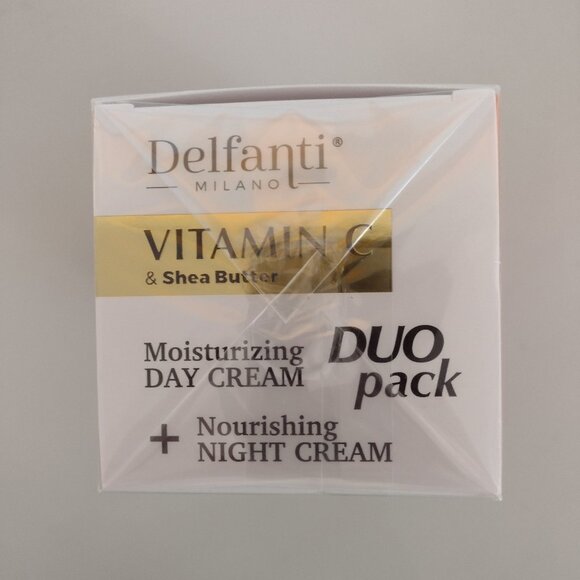 Delfanti®
MILANO
VITAMIN C
& Shea Butter
Moisturizing
DAY CREAM
DUO
pack
+ Nourishing
NIGHT CREAM